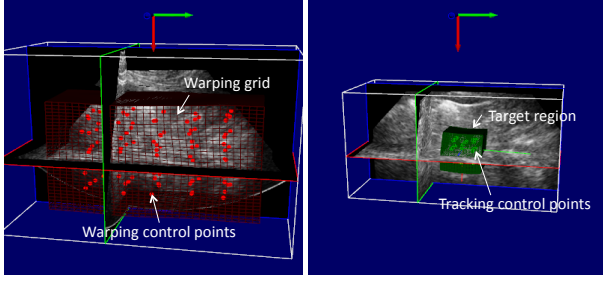 Warping grid
Warping control points
Target region
Tracking control points